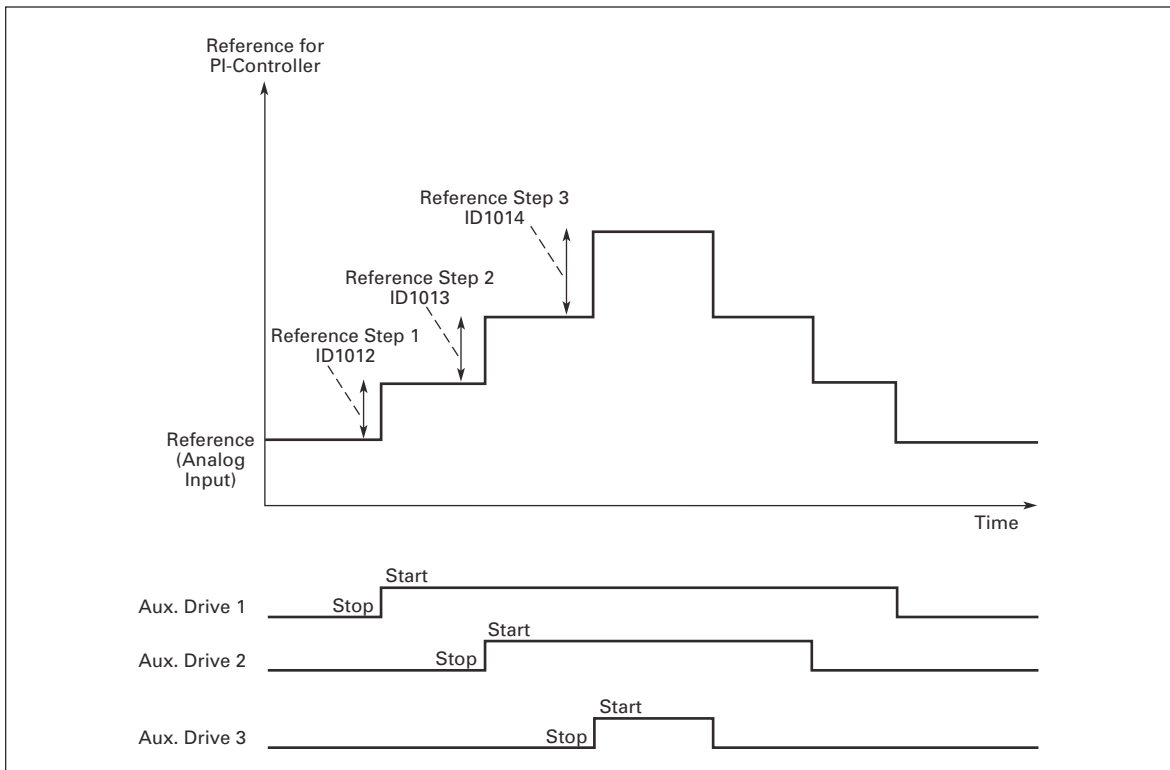 Reference for
PI-Controller
Reference Step 3
ID1014
Reference Step 2
ID1013
Reference Step 1
ID1012
Reference
(Analog
Input)
Time
Start
Aux. Drive 1
Stop
Start
Aux. Drive 2
Stop
Start
Aux. Drive 3
Stop